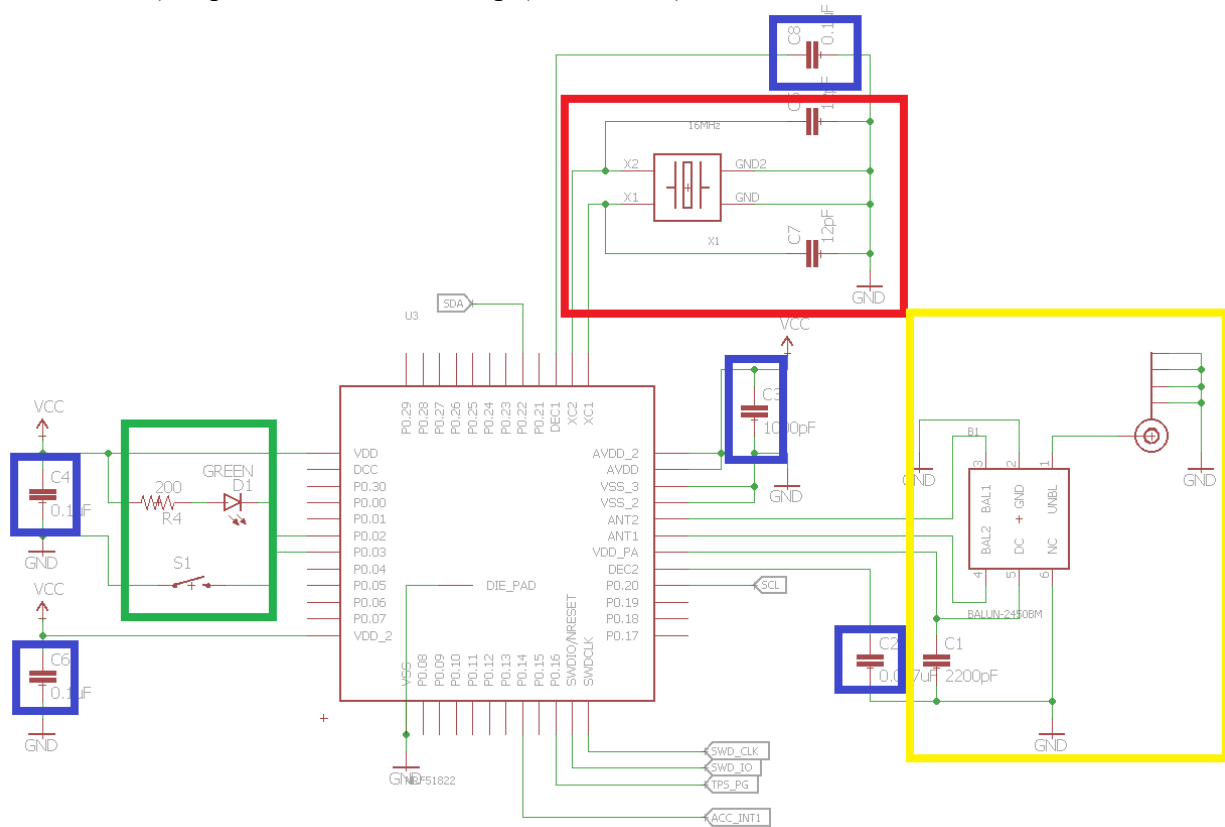 C8
0.1uF
16MHz
X2
GND2
X1
GND
X1
C7
12pF
GND
SDA
U3
VCC
VCC
C3
1000pF
GND
P0.29
P0.28
P0.27
P0.26
P0.25
P0.24
P0.23
P0.22
P0.21
DEC1
XC2
XC1
VCC
C4
0.1uF
GND
GREEN
D1
200
R4
S1
VCC
C6
0.1uF
GND
VDD
DCC
P0.30
P0.00
P0.01
P0.02
P0.03
P0.04
P0.05
P0.06
P0.07
VDD_2
DIE_PAD
AVDD_2
AVDD
VSS_3
VSS_2
ANT2
ANT1
VDD_PA
DEC2
P0.20
P0.19
P0.18
P0.17
SCL
VSS
P0.08
P0.09
P0.10
P0.11
P0.12
P0.13
P0.14
P0.15
P0.16
SWDIO/NRESET
SWDCLK
GND
NRF51822
SWD_CLK
SWD_IO
TPS_PG
ACC_INT1
B1
GND
GND
3
2
1
BAL1
GND
UNBL
BAL2
DC
NC
4
5
6
BALUN-2450BM
C2
C1
2200pF
GND